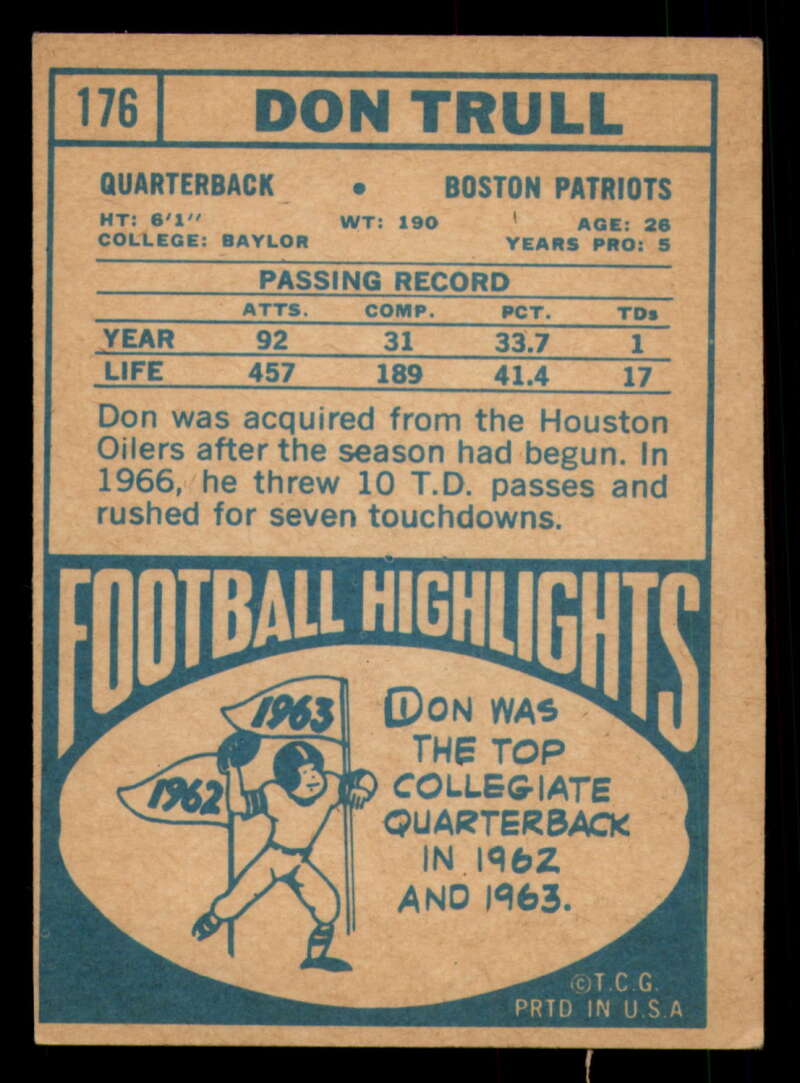 176 DON TRULL
QUARTERBACK • BOSTON PATRIOTS
HT: 6'1" WT: 190 AGE: 26
COLLEGE: BAYLOR YEARS PRO: 5
PASSING RECORD
ATTS. COMP. PCT. TDs
YEAR 92 31 33.7 1
LIFE 457 189 41.4 17
Don was acquired from the Houston
Oilers after the season had begun. In
1966, he threw 10 T.D. passes and
rushed for seven touchdowns.
FOOTBALL HIGHLIGHTS
1963
1962
DON WAS
THE TOP
COLLEGIATE
QUARTERBACK
IN 1962
AND 1963.
©T.C.G.
PRTD IN U.S.A